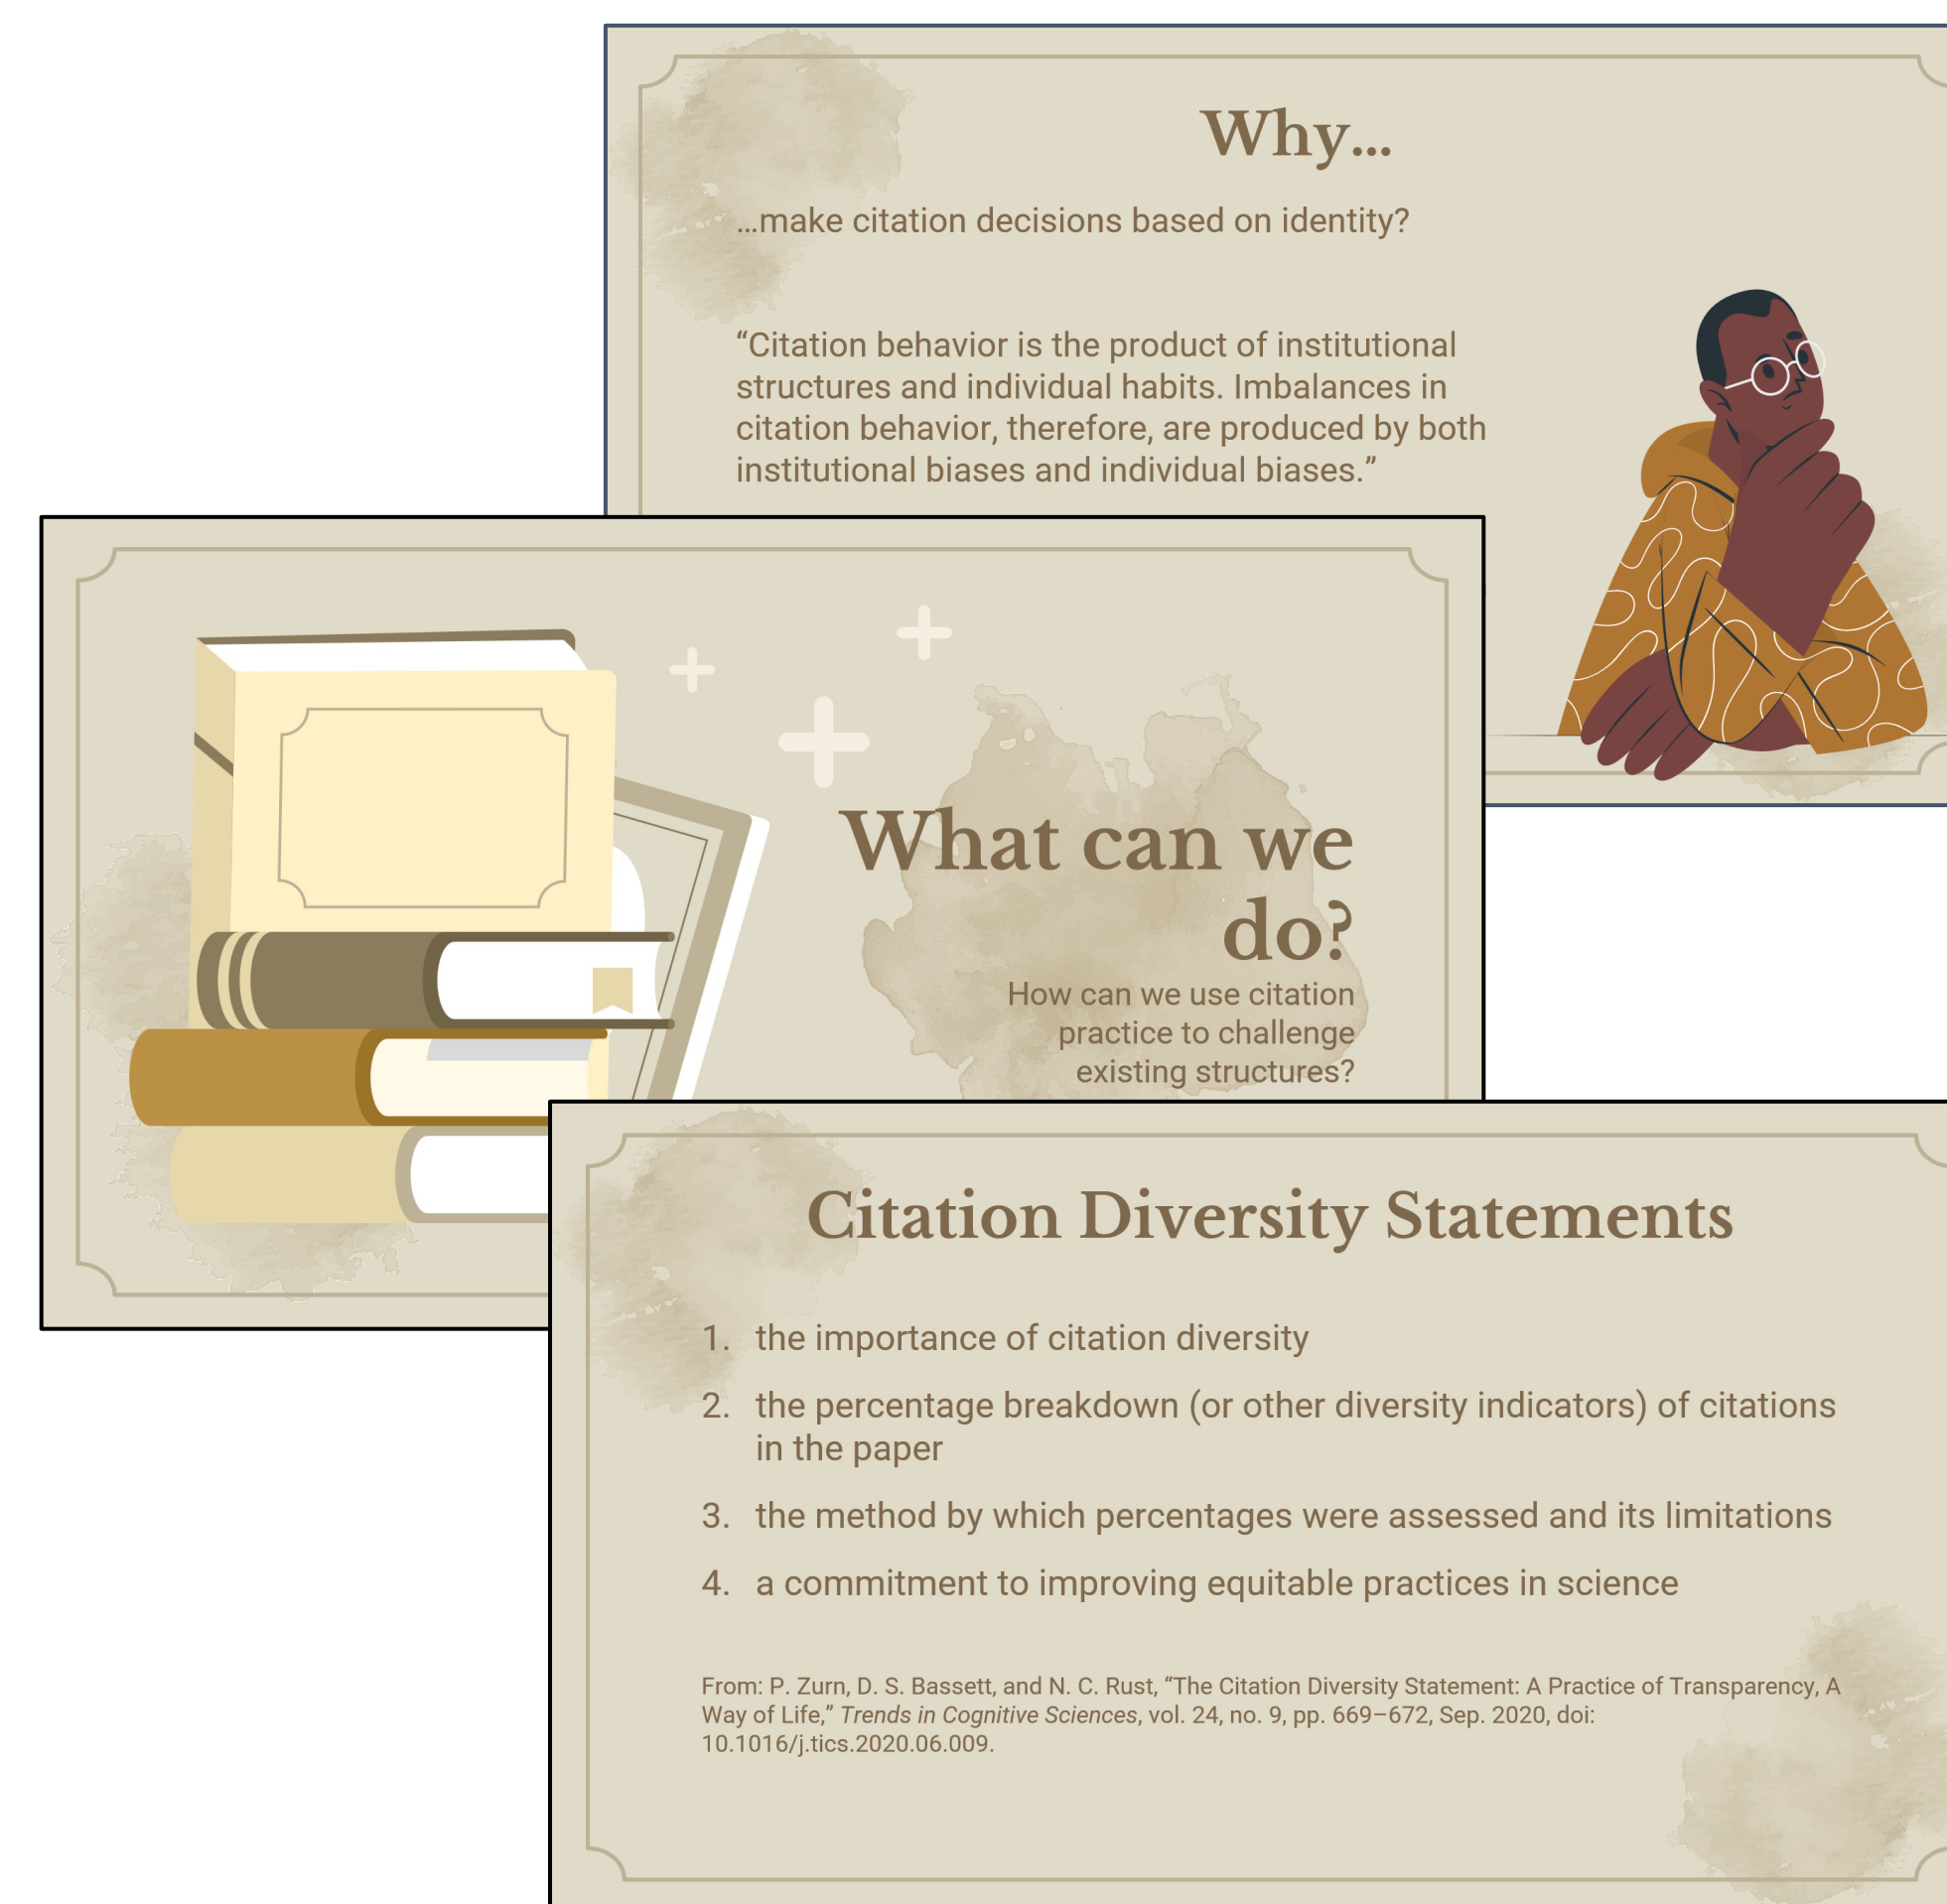 Why...
...make citation decisions based on identity?
“Citation behavior is the product of institutional
structures and individual habits. Imbalances in
citation behavior, therefore, are produced by both
institutional biases and individual biases.”
What can we
do?
How can we use citation
practice to challenge
existing structures?
Citation Diversity Statements
1. the importance of citation diversity
2. the percentage breakdown (or other diversity indicators) of citations
in the paper
3. the method by which percentages were assessed and its limitations
4. a commitment to improving equitable practices in science
From: P. Zurn, D. S. Bassett, and N. C. Rust, “The Citation Diversity Statement: A Practice of Transparency, A
Way of Life,” Trends in Cognitive Sciences, vol. 24, no. 9, pp. 669–672, Sep. 2020, doi:
10.1016/j.tics.2020.06.009.